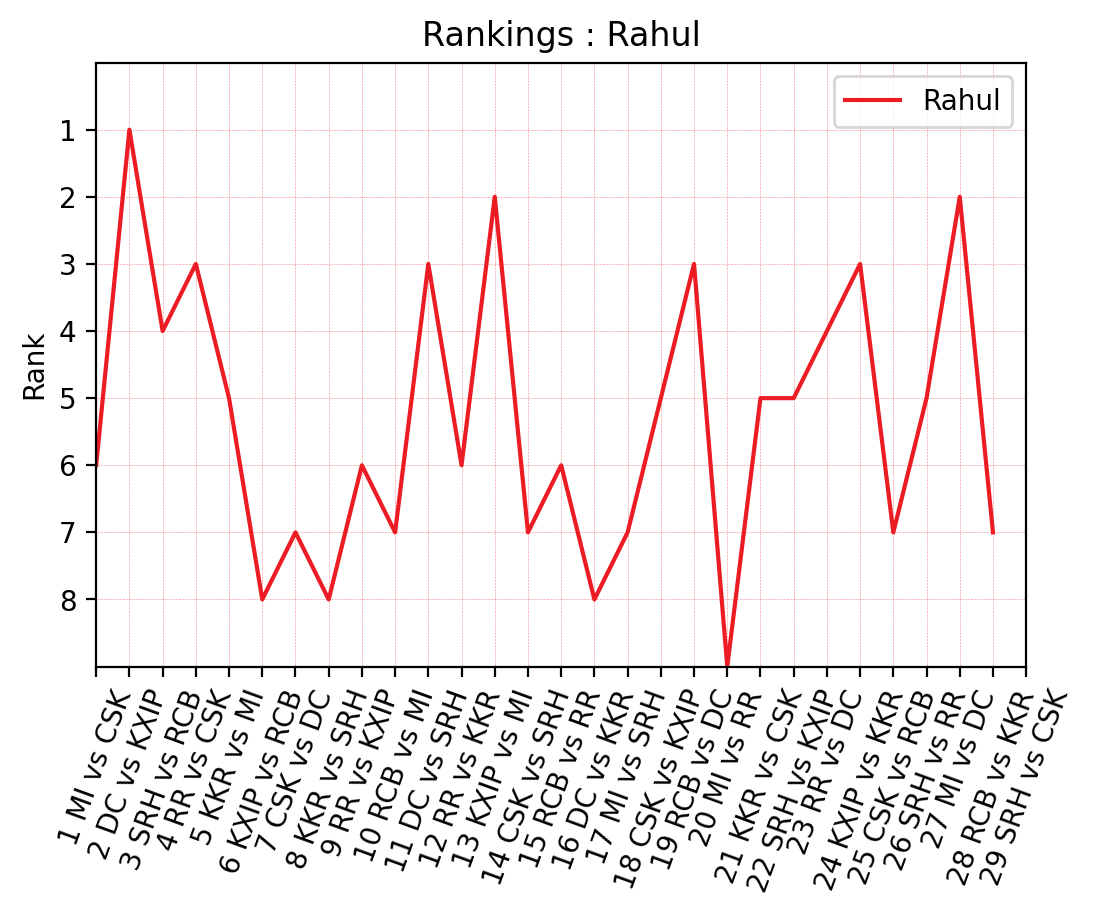 Rankings : Rahul
Rahul
Rank
1
2
3
4
5
6
7
8
1 MI vs CSK
2 DC vs KXIP
3 SRH vs RCB
4 RR vs CSK
5 KKR vs MI
6 KXIP vs RCB
7 CSK vs DC
8 KKR vs SRH
9 RR vs KXIP
10 RCB vs MI
11 DC vs SRH
12 RR vs KKR
13 KXIP vs MI
14 CSK vs SRH
15 RCB vs RR
16 DC vs KKR
17 MI vs SRH
18 CSK vs KXIP
19 RCB vs DC
20 MI vs RR
21 KKR vs CSK
22 SRH vs KXIP
23 RR vs DC
24 KXIP vs KKR
25 CSK vs RCB
26 SRH vs RR
27 MI vs DC
28 RCB vs KKR
29 SRH vs CSK